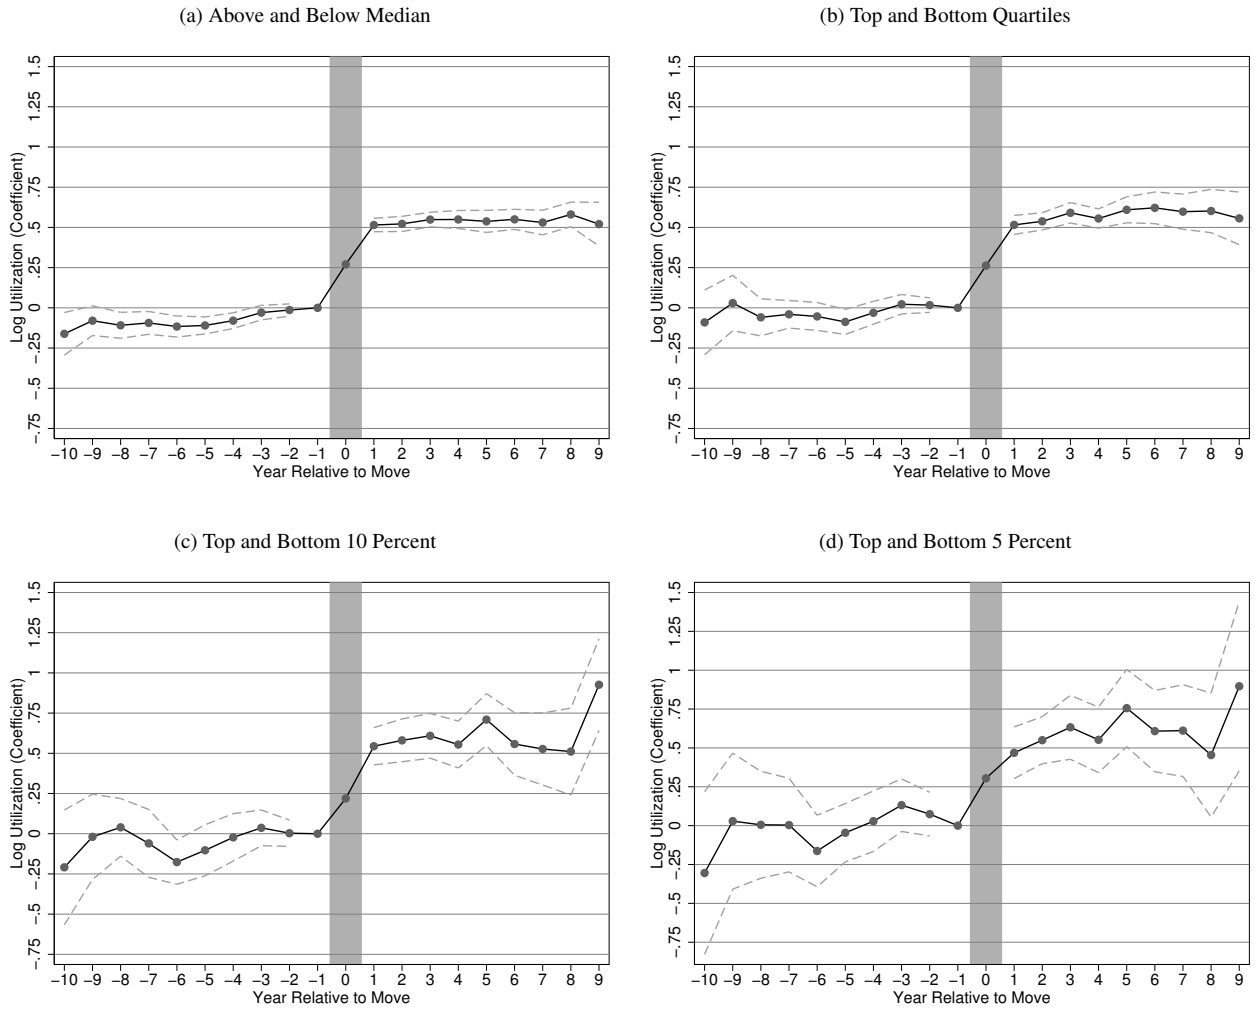 (a) Above and Below Median
1.5
1.25
1
.75
.5
.25
0
−.25
−.5
−.75
Log Utilization (Coefficient)
−10 −9 −8 −7 −6 −5 −4 −3 −2 −1 0 1 2 3 4 5 6 7 8 9
Year Relative to Move
(b) Top and Bottom Quartiles
1.5
1.25
1
.75
.5
.25
0
−.25
−.5
−.75
Log Utilization (Coefficient)
−10 −9 −8 −7 −6 −5 −4 −3 −2 −1 0 1 2 3 4 5 6 7 8 9
Year Relative to Move
(c) Top and Bottom 10 Percent
1.5
1.25
1
.75
.5
.25
0
−.25
−.5
−.75
Log Utilization (Coefficient)
−10 −9 −8 −7 −6 −5 −4 −3 −2 −1 0 1 2 3 4 5 6 7 8 9
Year Relative to Move
(d) Top and Bottom 5 Percent
1.5
1.25
1
.75
.5
.25
0
−.25
−.5
−.75
Log Utilization (Coefficient)
−10 −9 −8 −7 −6 −5 −4 −3 −2 −1 0 1 2 3 4 5 6 7 8 9
Year Relative to Move